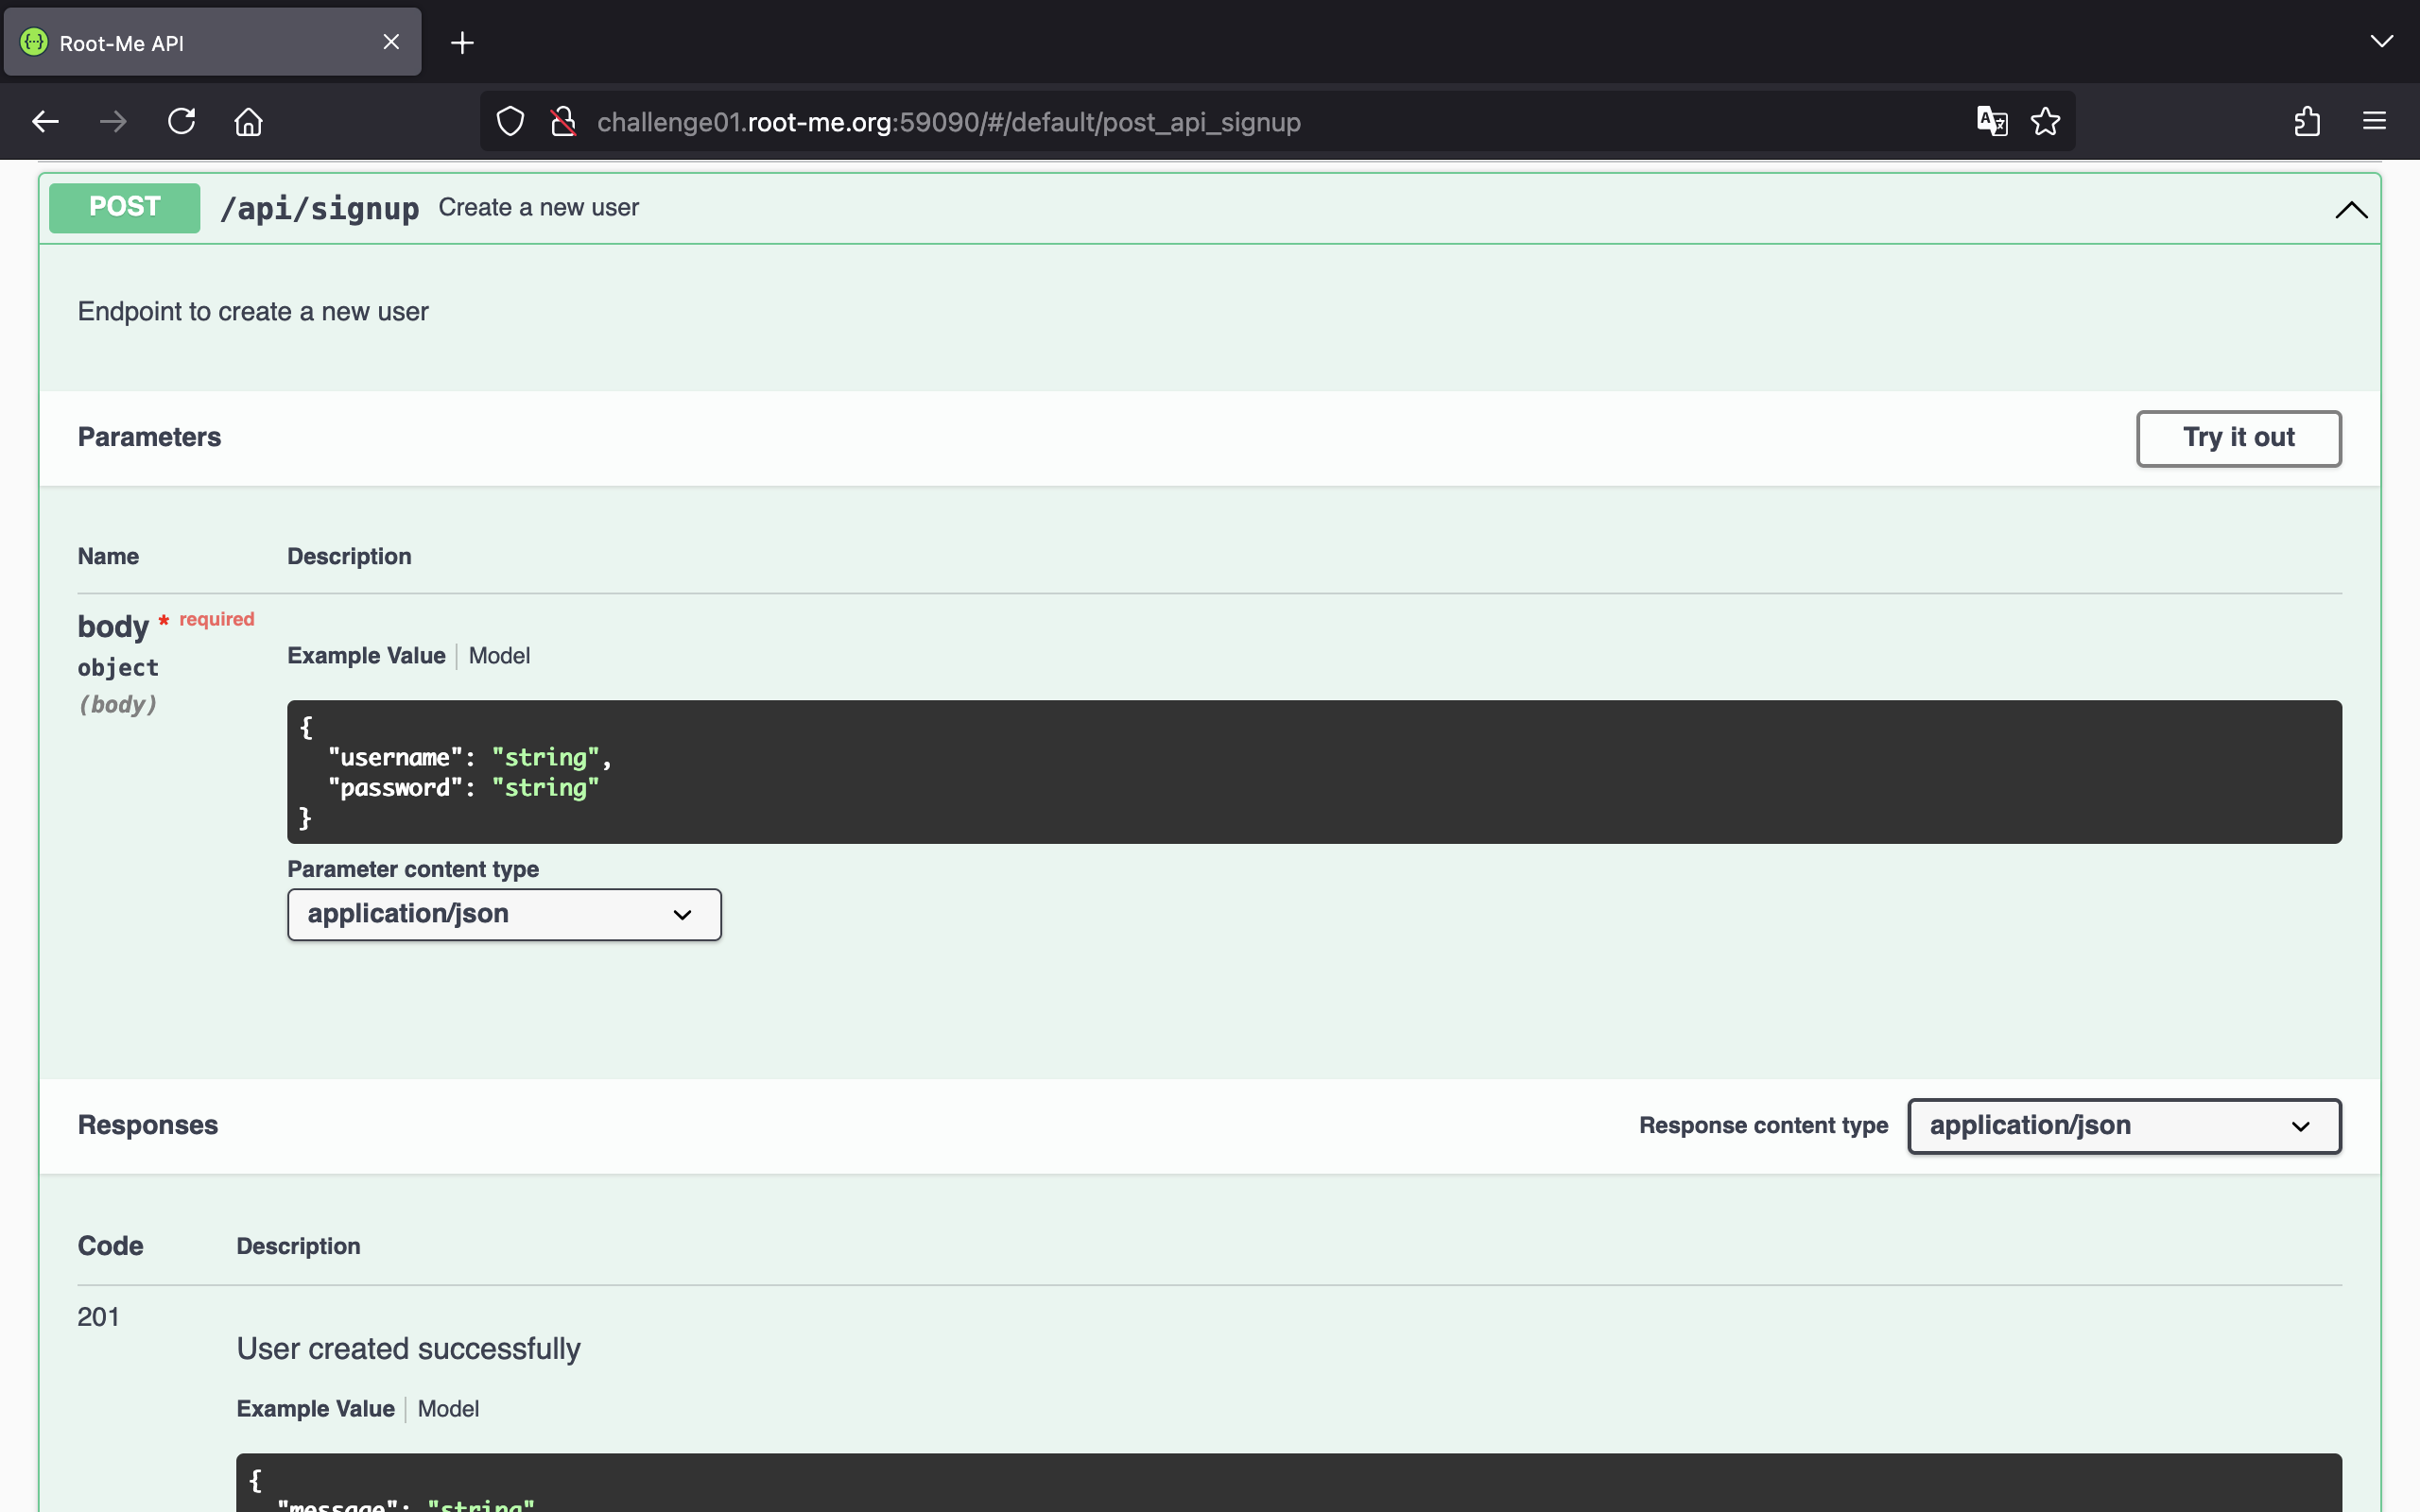 Root-Me API
challenge01.root-me.org:59090/#/default/post_api_signup
POST /api/signup Create a new user
Endpoint to create a new user
Parameters
Try it out
Name Description
body * required
object
(body)
Example Value Model
{
"username": "string",
"password": "string"
}
Parameter content type
application/json
Responses
Response content type application/json
Code Description
201
User created successfully
Example Value Model
{
"message": "string"